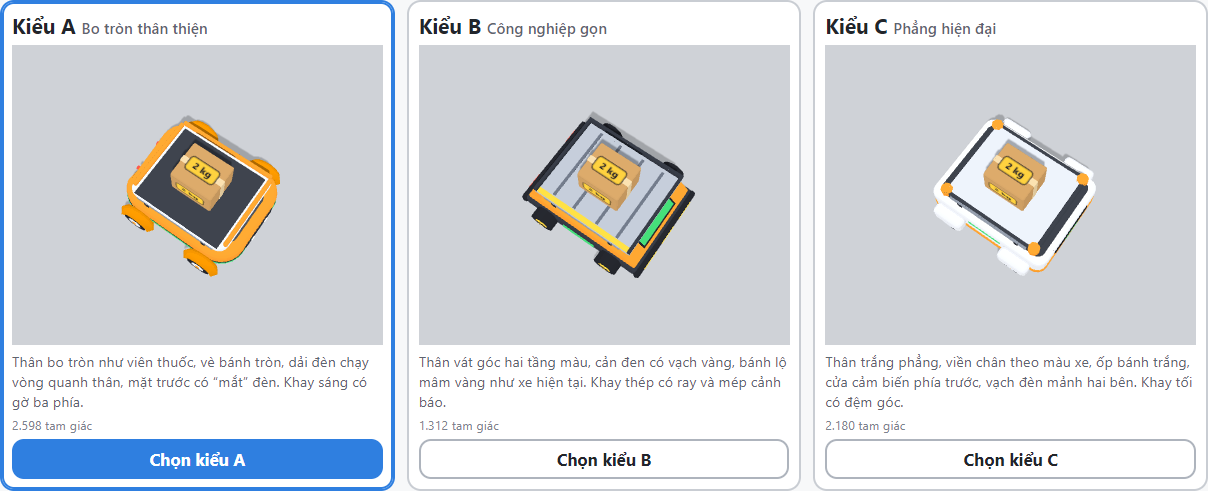 Kiểu A Bo tròn thân thiện
2 kg
Thân bo tròn như viên thuốc, vè bánh tròn, dải đèn chạy
vòng quanh thân, mặt trước có “mắt” đèn. Khay sáng có
gờ ba phía.
2.598 tam giác
Chọn kiểu A
Kiểu B Công nghiệp gọn
2 kg
Thân vát góc hai tầng màu, cản đen có vạch vàng, bánh lộ
mâm vàng như xe hiện tại. Khay thép có ray và mép cảnh
báo.
1.312 tam giác
Chọn kiểu B
Kiểu C Phẳng hiện đại
2 kg
Thân trắng phẳng, viền chân theo màu xe, ốp bánh trắng,
cửa cảm biến phía trước, vạch đèn mảnh hai bên. Khay tối
có đệm góc.
2.180 tam giác
Chọn kiểu C